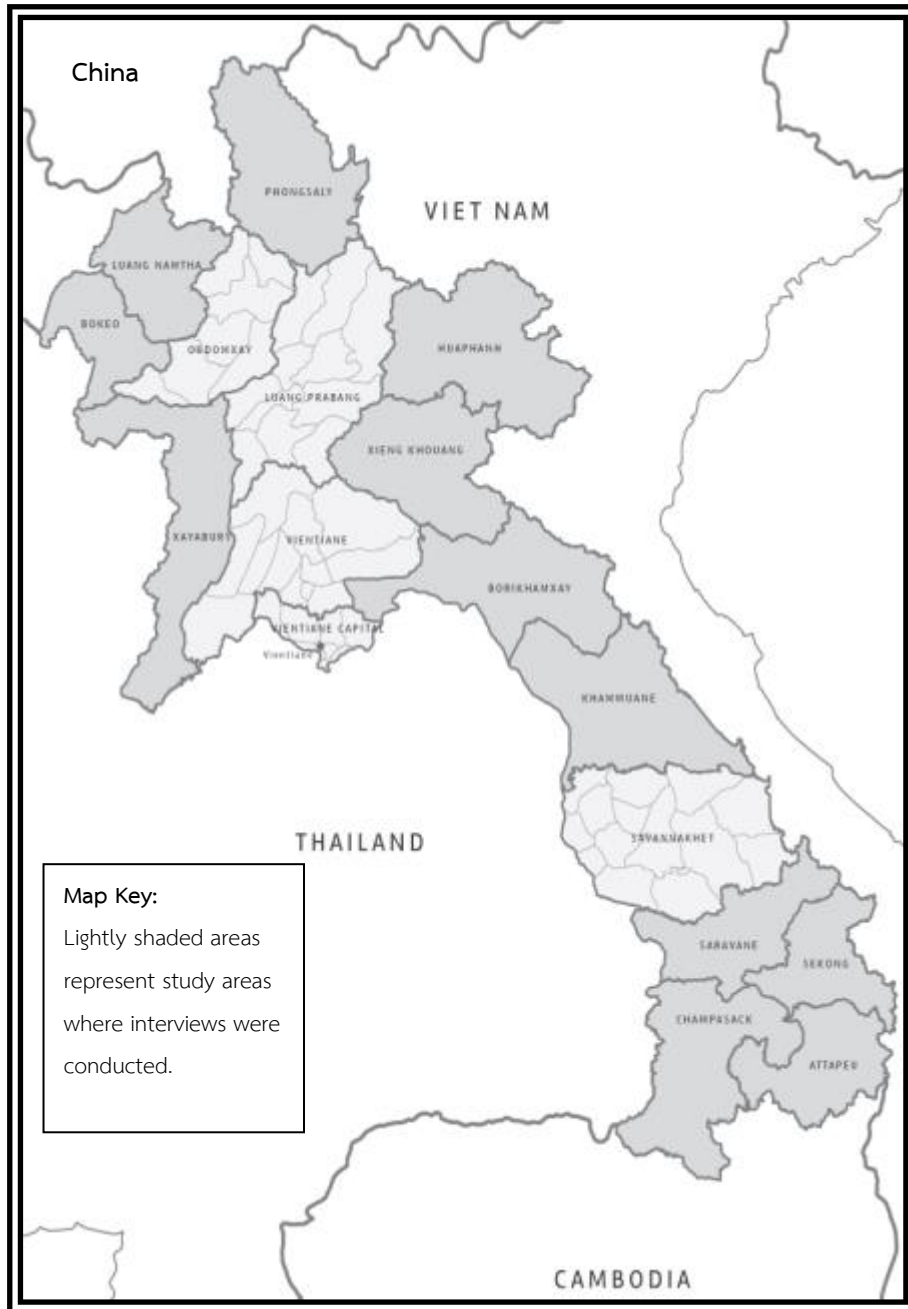 China
PHONGSALY
VIET NAM
LUANG NAMTHA
BOKEO
OUDOMXAY
HUAPHANH
LUANG PRABANG
XIENG KHOUANG
XAYABURY
VIENTIANE
BORIKHAMXAY
VIENTIANE CAPITAL
Vientiane
KHAMMUANE
THAILAND
SAVANNAKHET
Map Key:
Lightly shaded areas
represent study areas
where interviews were
conducted.
SARAVANE
SEKONG
CHAMPASACK
ATTAPEU
CAMBODIA